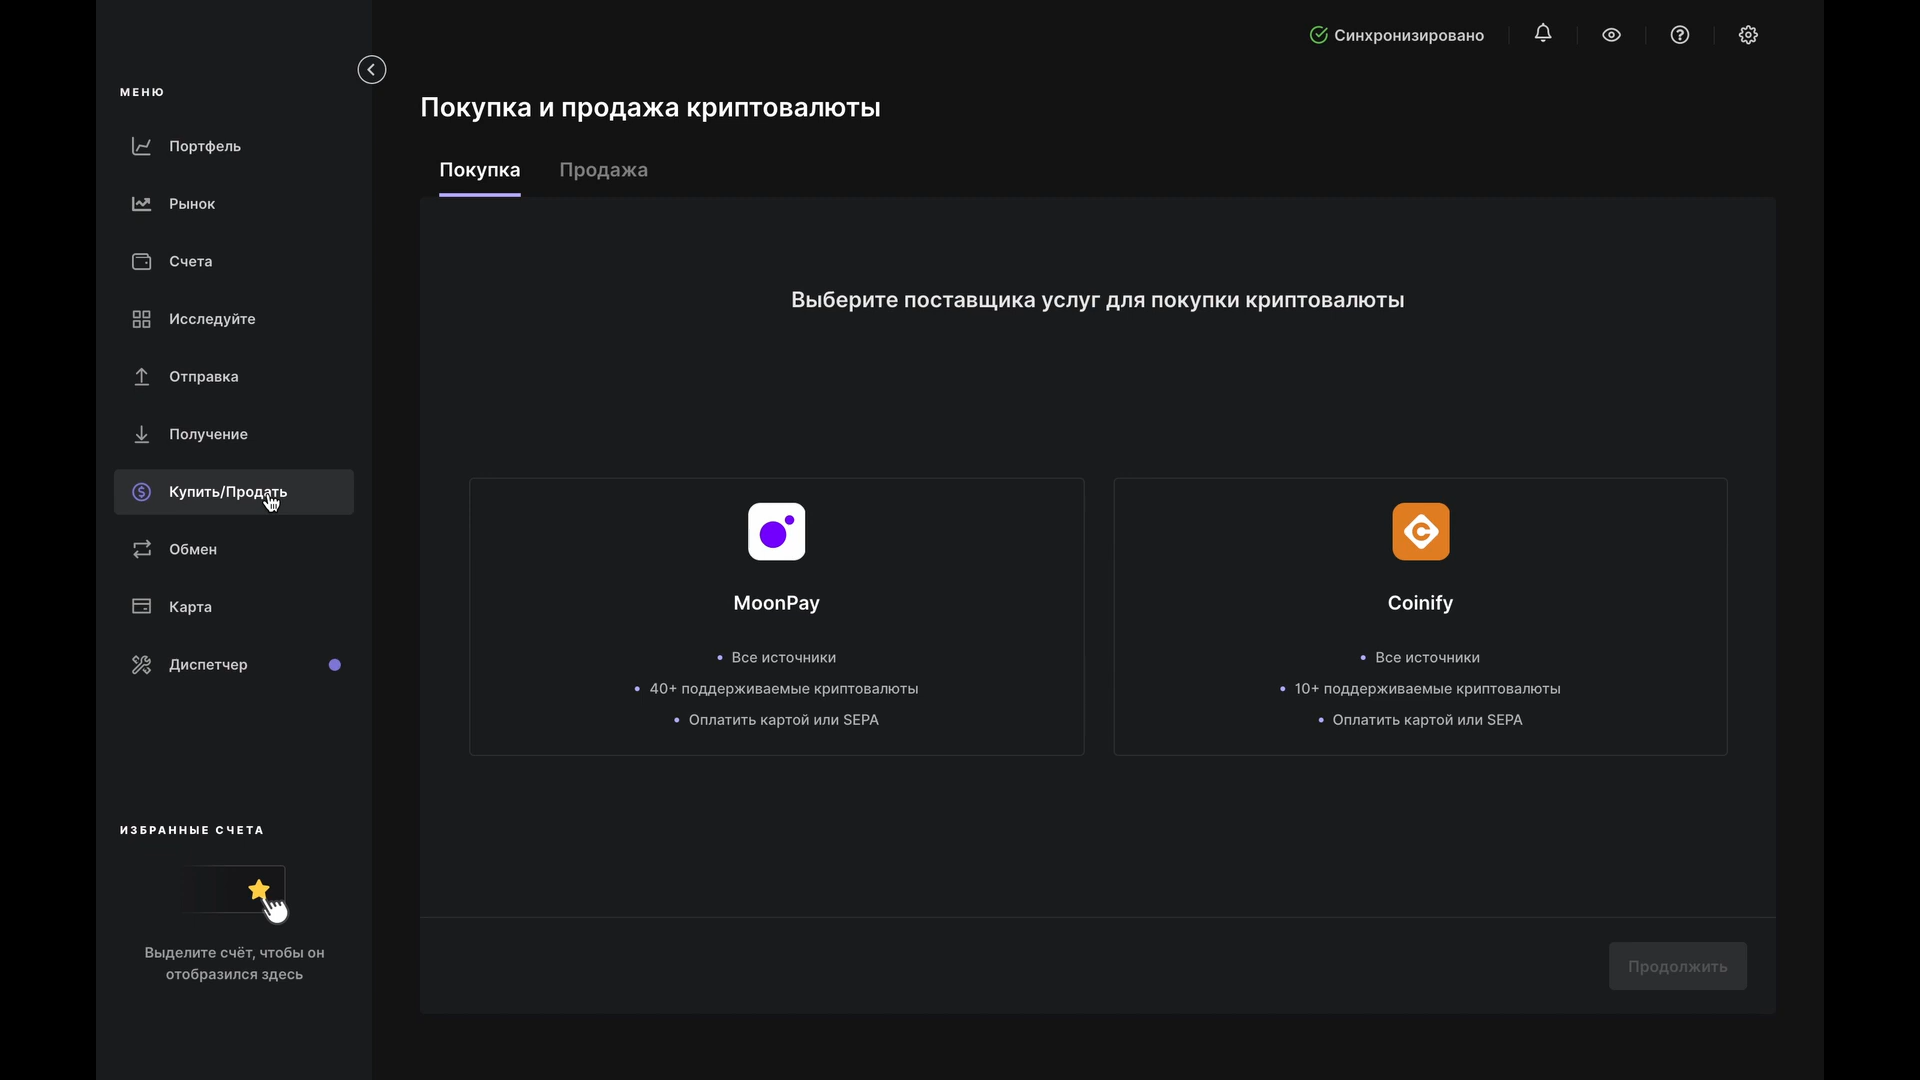 Синхронизировано
МЕНЮ
Портфель
Рынок
Счета
Исследуйте
Отправка
Получение
Купить/Продать
Обмен
Карта
Диспетчер
ИЗБРАННЫЕ СЧЕТА
Выделите счёт, чтобы он
отобразился здесь
Покупка и продажа криптовалюты
Покупка
Продажа
Выберите поставщика услуг для покупки криптовалюты
MoonPay
• Все источники
• 40+ поддерживаемые криптовалюты
• Оплатить картой или SEPA
Coinify
• Все источники
• 10+ поддерживаемые криптовалюты
• Оплатить картой или SEPA
Продолжить